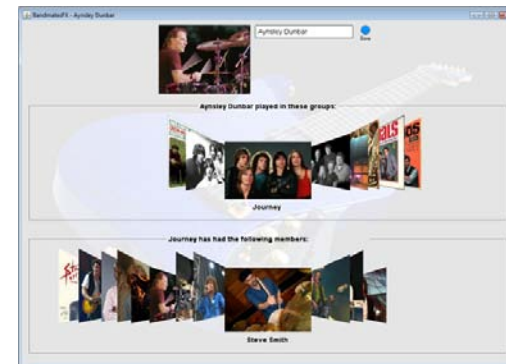 BandmatesFX - Aynsley Dunbar
Aynsley Dunbar
Aynsley Dunbar played in these groups:
Journey
Journey has had the following members:
Steve Smith